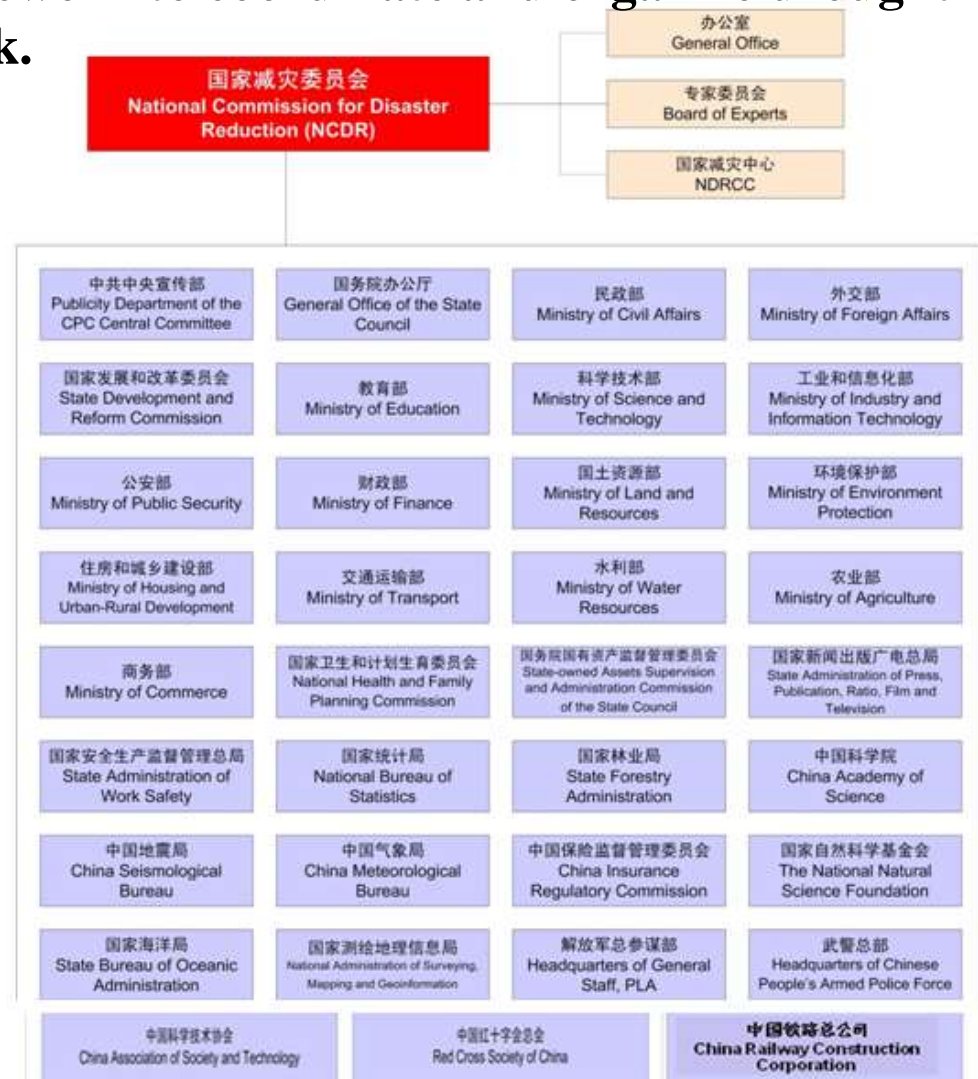 k.
办公室
General Office
国家减灾委员会
National Commission for Disaster
Reduction (NCDR)
专家委员会
Board of Experts
国家减灾中心
NDRCC
中共中央宣传部
Publicity Department of the
CPC Central Committee
国务院办公厅
General Office of the State
Council
民政部
Ministry of Civil Affairs
外交部
Ministry of Foreign Affairs
国家发展和改革委员会
State Development and
Reform Commission
教育部
Ministry of Education
科学技术部
Ministry of Science and
Technology
工业和信息化部
Ministry of Industry and
Information Technology
公安部
Ministry of Public Security
财政部
Ministry of Finance
国土资源部
Ministry of Land and
Resources
环境保护部
Ministry of Environment
Protection
住房和城乡建设部
Ministry of Housing and
Urban-Rural Development
交通运输部
Ministry of Transport
水利部
Ministry of Water
Resources
农业部
Ministry of Agriculture
商务部
Ministry of Commerce
国家卫生和计划生育委员会
National Health and Family
Planning Commission
国务院国有资产监督管理委员会
State-owned Assets Supervision
and Administration Commission
of the State Council
国家新闻出版广电总局
State Administration of Press,
Publication, Ratio, Film and
Television
国家安全生产监督管理总局
State Administration of
Work Safety
国家统计局
National Bureau of
Statistics
国家林业局
State Forestry
Administration
中国科学院
China Academy of
Science
中国地震局
China Seismological
Bureau
中国气象局
China Meteorological
Bureau
中国保险监督管理委员会
China Insurance
Regulatory Commission
国家自然科学基金会
The National Natural
Science Foundation
国家海洋局
State Bureau of Oceanic
Administration
国家测绘地理信息局
National Administration of Surveying,
Mapping and Geoinformation
解放军总参谋部
Headquarters of General
Staff, PLA
武警总部
Headquarters of Chinese
People's Armed Police Force
中国科学技术协会
China Association of Society and Technology
中国红十字会总会
Red Cross Society of China
中国铁路总公司
China Railway Construction
Corporation